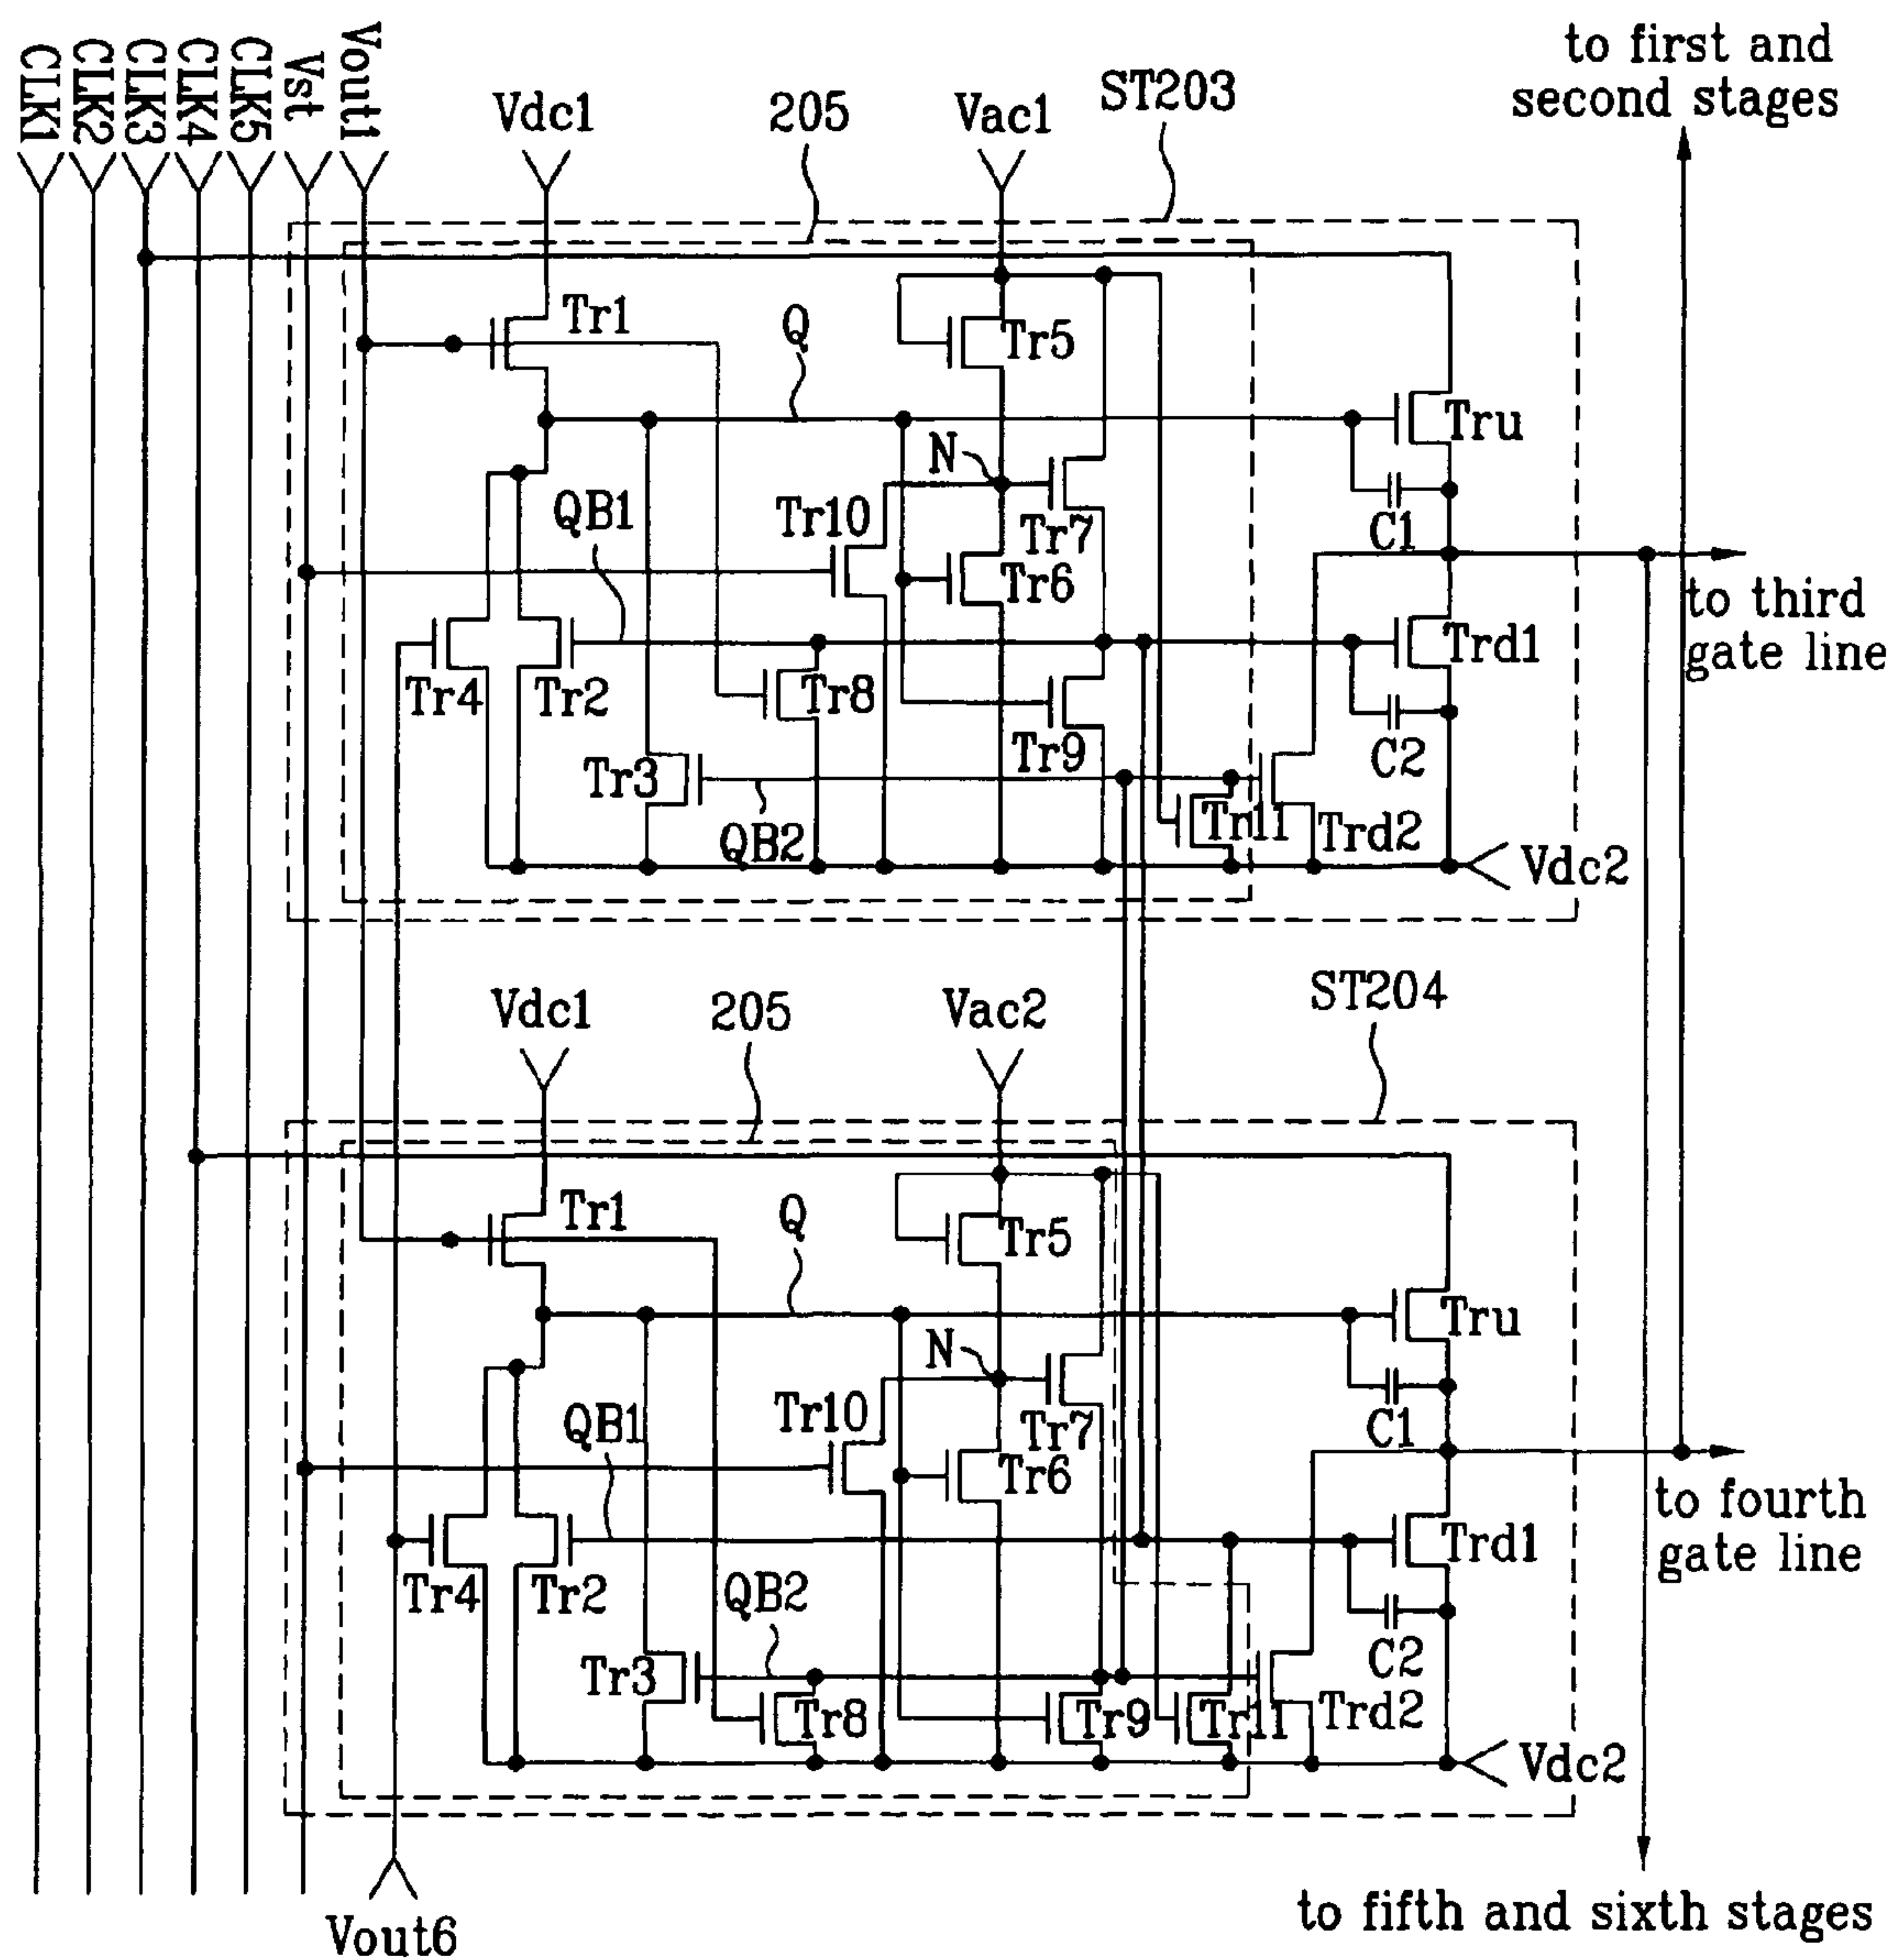 CLK1
CLK2
CLK3
CLK4
CLK5
Vst
Vout1
Vdc1
205
Vac1
ST203
to first and
second stages
Tr1
Q
Tr5
Tru
N
C1
QB1
Tr10
Tr7
Tr6
to third
gate line
Trd1
Tr4
Tr2
Tr8
Tr9
C2
Tr3
QB2
Tr11
Trd2
Vdc2
Vdc1
205
Vac2
ST204
Tr1
Q
Tr5
Tru
N
C1
QB1
Tr10
Tr7
Tr6
to fourth
gate line
Trd1
Tr4
Tr2
QB2
C2
Tr3
Tr8
Tr9
Tr11
Trd2
Vdc2
Vout6
to fifth and sixth stages